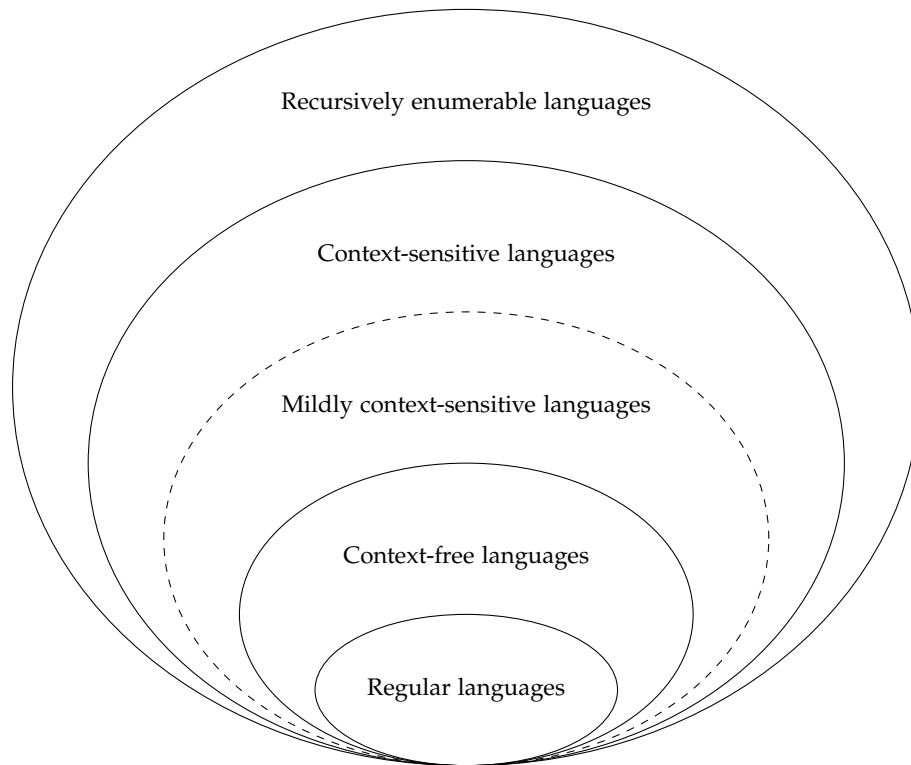 Recursively enumerable languages
Context-sensitive languages
Mildly context-sensitive languages
Context-free languages
Regular languages